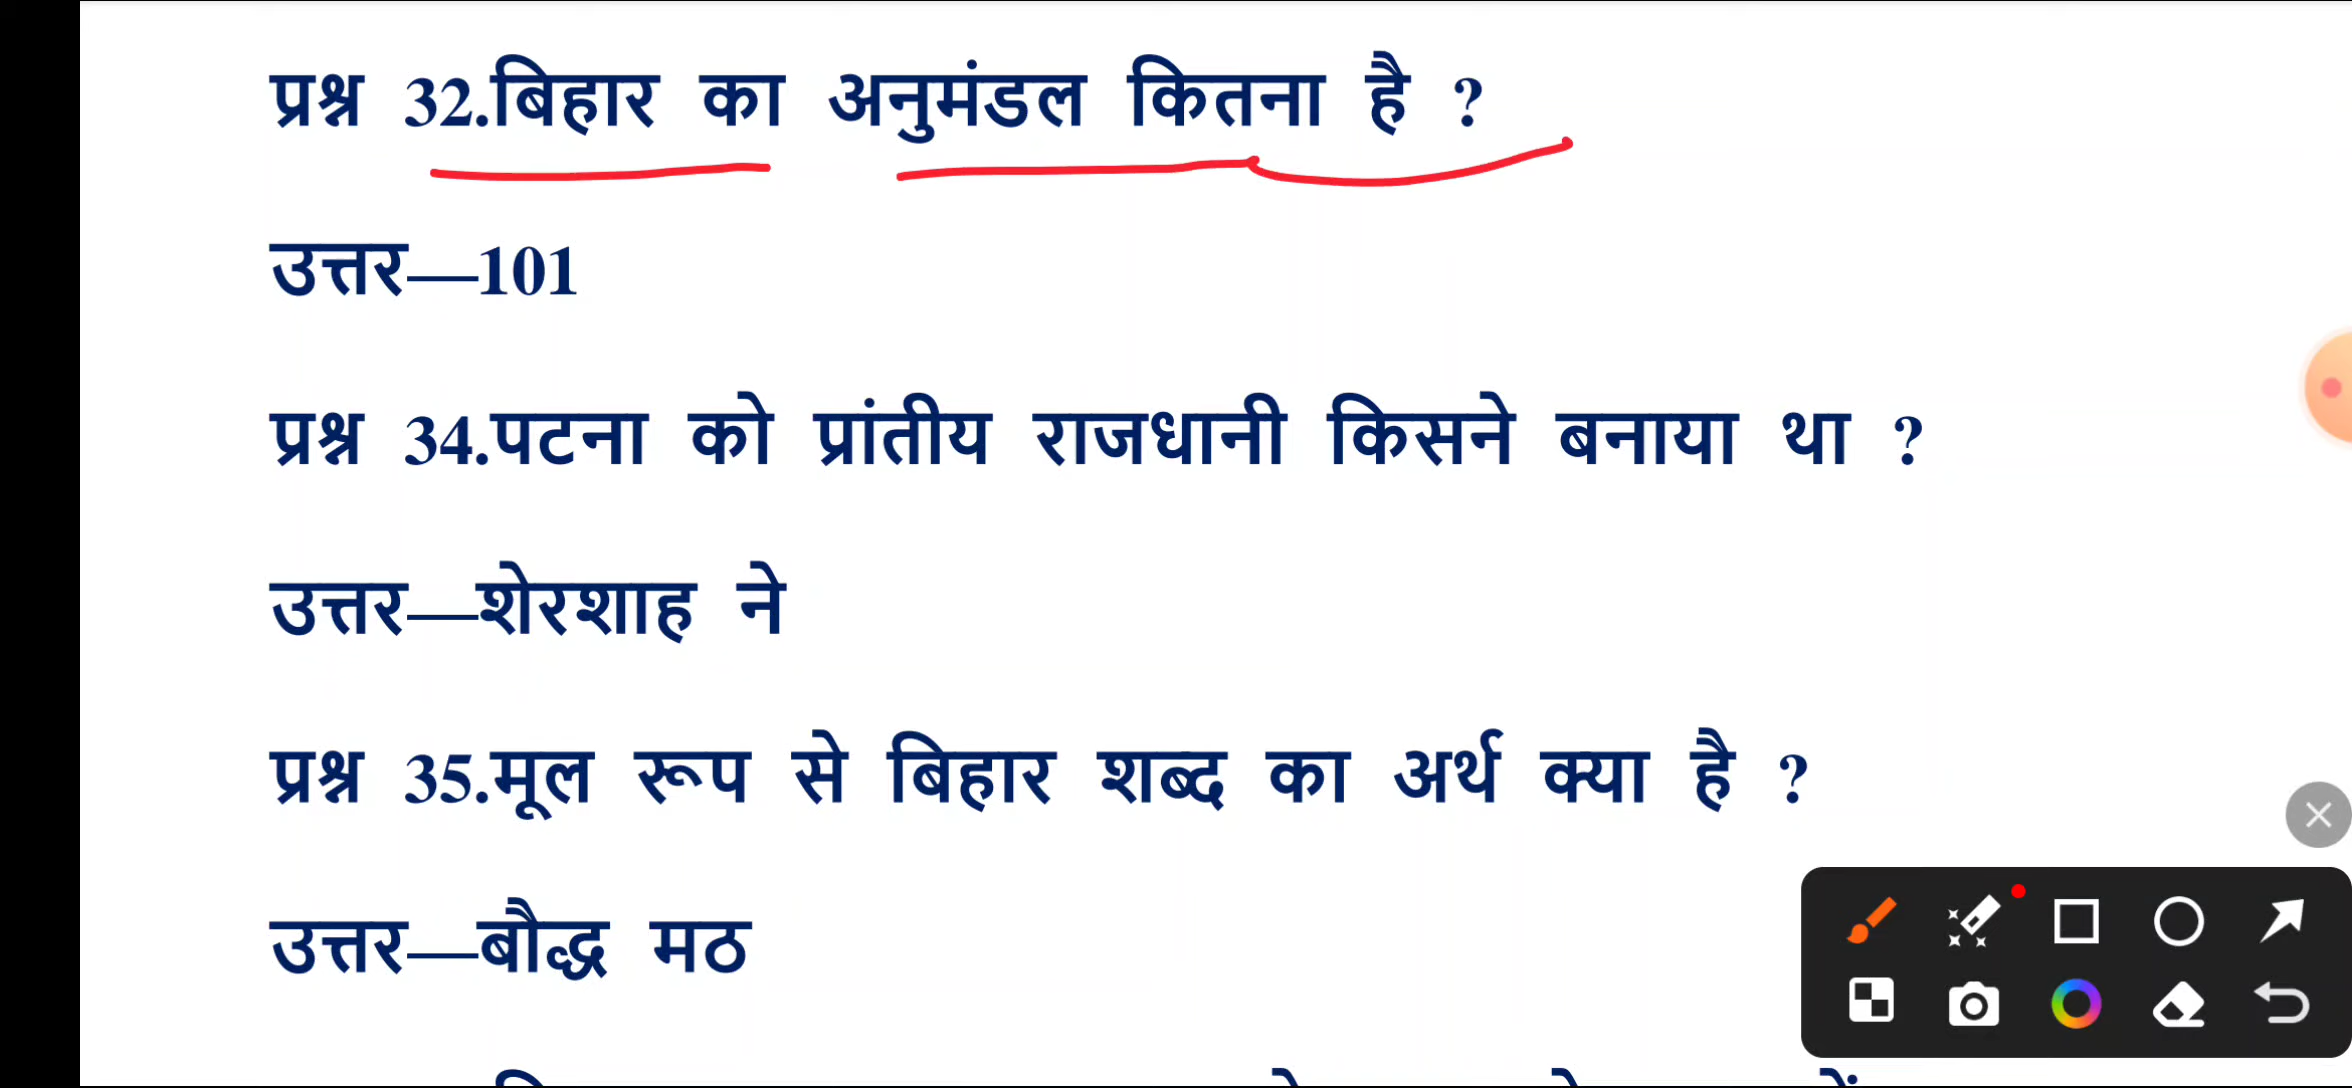 प्रश्न 32.बिहार का अनुमंडल कितना है ?
उत्तर—101
प्रश्न 34.पटना को प्रांतीय राजधानी किसने बनाया था ?
उत्तर—शेरशाह ने
प्रश्न 35.मूल रूप से बिहार शब्द का अर्थ क्या है ?
उत्तर—बौद्ध मठ